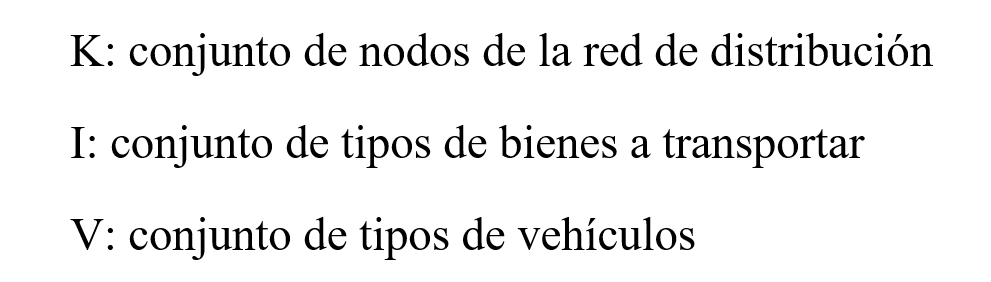 K: conjunto de nodos de la red de distribución
I: conjunto de tipos de bienes a transportar
V: conjunto de tipos de vehículos